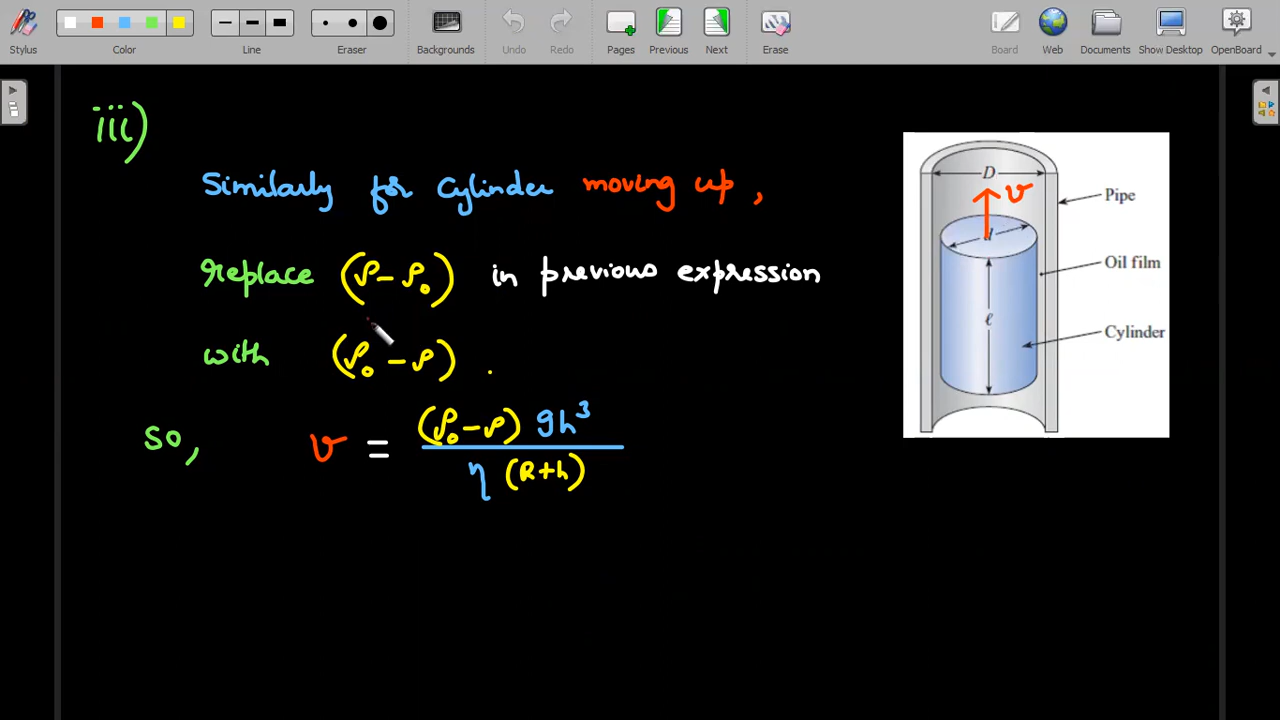 Stylus
Color
Line
Eraser
Backgrounds
Undo
Redo
Pages
Previous
Next
Erase
Board
Web
Documents
Show Desktop
OpenBoard
iii)
Similarly for cylinder moving up,
replace (ρ-ρ₀) in previous expression
with (ρ₀-ρ).
so, v = (ρ₀-ρ) gh³
η (R+h)
D
v
d
Pipe
Oil film
ℓ
Cylinder